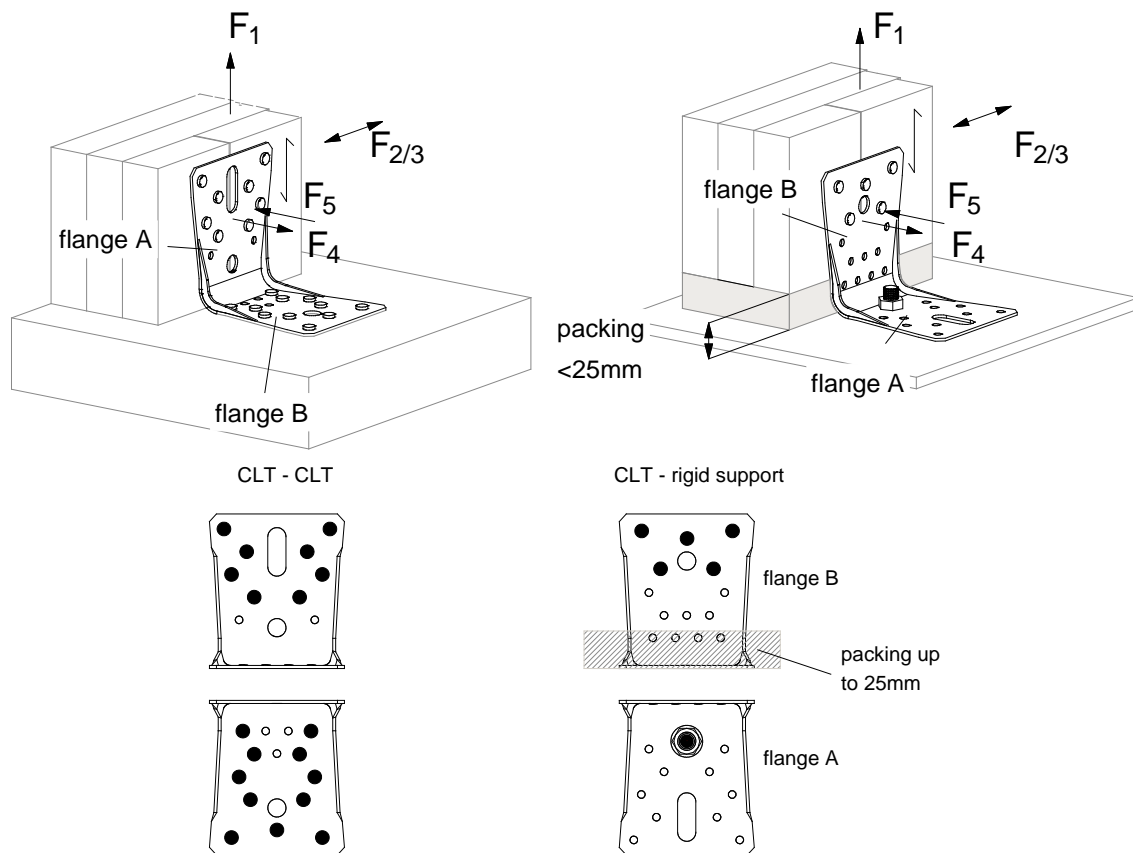 F1
F2/3
F5
F4
flange A
flange B
F1
F2/3
flange B
F5
F4
packing
<25mm
flange A
CLT - CLT
CLT - rigid support
flange B
packing up
to 25mm
flange A